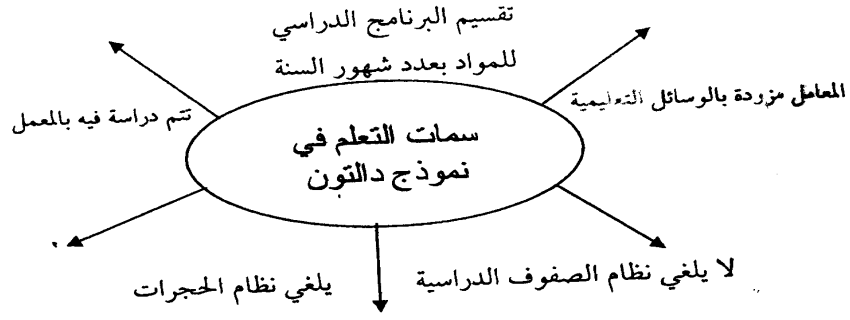 تقسيم البرنامج الدراسي
للمواد بعدد شهور السنة
المعامل مزودة بالوسائل التعليمية
تتم دراسة فيه بالمعمل
سمات التعلم في
نموذج دالتون
لا يلغي نظام الصفوف الدراسية
يلغي نظام الحجرات